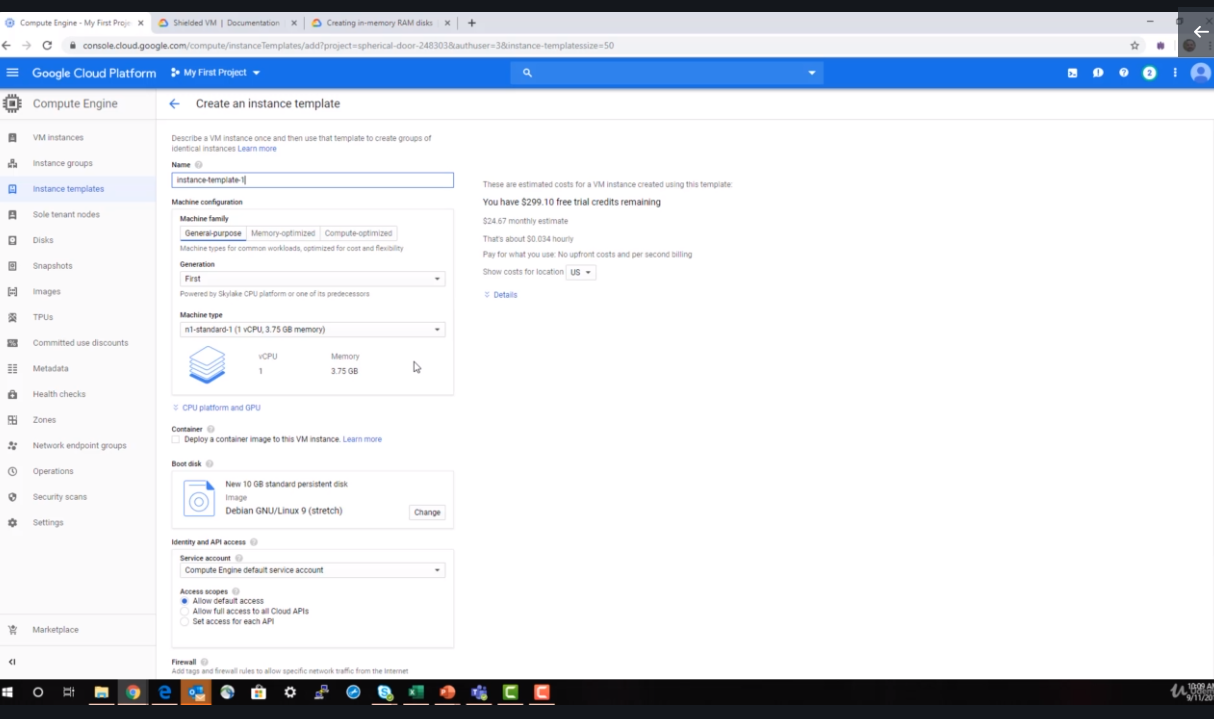 Compute Engine - My First Proje
Shielded VM | Documentation
Creating in-memory RAM disks
console.cloud.google.com/compute/instanceTemplates/add?project=spherical-door-248303&authuser=3&instance-templatessize=50
Google Cloud Platform
My First Project
2
Compute Engine
Create an instance template
VM instances
Instance groups
Instance templates
Sole tenant nodes
Disks
Snapshots
Images
TPUs
Committed use discounts
Metadata
Health checks
Zones
Network endpoint groups
Operations
Security scans
Settings
Marketplace
Describe a VM instance once and then use that template to create groups of
identical instances Learn more
Name
instance-template-1
Machine configuration
Machine family
General-purpose Memory-optimized Compute-optimized
Machine types for common workloads, optimized for cost and flexibility
Generation
First
Powered by Skylake CPU platform or one of its predecessors
Machine type
n1-standard-1 (1 vCPU, 3.75 GB memory)
vCPU Memory
1 3.75 GB
CPU platform and GPU
Container
Deploy a container image to this VM instance. Learn more
Boot disk
New 10 GB standard persistent disk
Image
Debian GNU/Linux 9 (stretch)
Change
Identity and API access
Service account
Compute Engine default service account
Access scopes
Allow default access
Allow full access to all Cloud APIs
Set access for each API
Firewall
Add tags and firewall rules to allow specific network traffic from the Internet
These are estimated costs for a VM instance created using this template:
You have $299.10 free trial credits remaining
$24.67 monthly estimate
That's about $0.034 hourly
Pay for what you use: No upfront costs and per second billing
Show costs for location US
Details